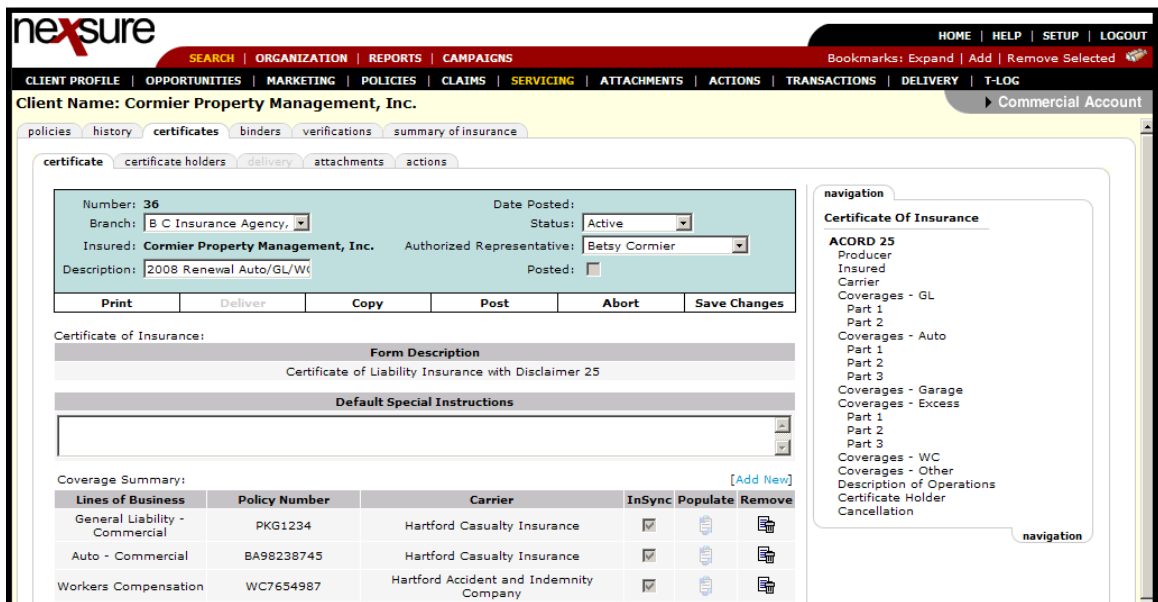 nexsure
HOME | HELP | SETUP | LOGOUT
SEARCH | ORGANIZATION | REPORTS | CAMPAIGNS
Bookmarks: Expand | Add | Remove Selected
CLIENT PROFILE | OPPORTUNITIES | MARKETING | POLICIES | CLAIMS | SERVICING | ATTACHMENTS | ACTIONS | TRANSACTIONS | DELIVERY | T-LOG
Client Name: Cormier Property Management, Inc.
Commercial Account
policies history certificates binders verifications summary of insurance
certificate certificate holders delivery attachments actions
Number: 36
Date Posted:
Branch: B C Insurance Agency,
Status: Active
Insured: Cormier Property Management, Inc.
Authorized Representative: Betsy Cormier
Description: 2008 Renewal Auto/GL/W
Posted:
Print Deliver Copy Post Abort Save Changes
Certificate of Insurance:
Form Description
Certificate of Liability Insurance with Disclaimer 25
Default Special Instructions
Coverage Summary:
[Add New]
Lines of Business Policy Number Carrier InSync Populate Remove
General Liability - Commercial PKG1234 Hartford Casualty Insurance
Auto - Commercial BA98238745 Hartford Casualty Insurance
Workers Compensation WC7654987 Hartford Accident and Indemnity Company
navigation
Certificate Of Insurance
ACORD 25
Producer
Insured
Carrier
Coverages - GL
Part 1
Part 2
Coverages - Auto
Part 1
Part 2
Part 3
Coverages - Garage
Coverages - Excess
Part 1
Part 2
Part 3
Coverages - WC
Coverages - Other
Description of Operations
Certificate Holder
Cancellation
navigation